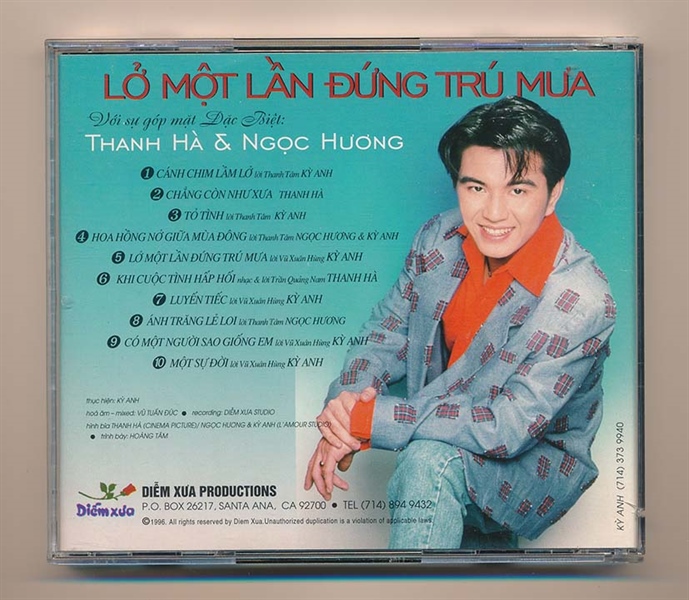 LỞ MỘT LẦN ĐỨNG TRÚ MƯA
Với sự góp mặt Đặc Biệt:
THANH HÀ & NGỌC HƯƠNG
1 CÁNH CHIM LẦM LỞ lời Thanh Tâm KỲ ANH
2 CHẲNG CÒN NHƯ XƯA THANH HÀ
3 TỎ TÌNH lời Thanh Tâm KỲ ANH
4 HOA HỒNG NỞ GIỮA MÙA ĐÔNG lời Thanh Tâm NGỌC HƯƠNG & KỲ ANH
5 LỞ MỘT LẦN ĐỨNG TRÚ MƯA lời Vũ Xuân Hùng KỲ ANH
6 KHI CUỘC TÌNH HẤP HỐI nhạc & lời Trần Quảng Nam THANH HÀ
7 LUYẾN TIẾC lời Vũ Xuân Hùng KỲ ANH
8 ÁNH TRĂNG LẺ LOI lời Thanh Tâm NGỌC HƯƠNG
9 CÓ MỘT NGƯỜI SAO GIỐNG EM lời Vũ Xuân Hùng KỲ ANH
10 MỘT SỰ ĐỜI lời Vũ Xuân Hùng KỲ ANH
thực hiện: KỲ ANH
hoà âm - mixed: VŨ TUẤN ĐỨC • recording: DIỄM XƯA STUDIO
hình bìa THANH HÀ (CINEMA PICTURE)/ NGỌC HƯƠNG & KỲ ANH (L'AMOUR STUDIO)
• trình bày: HOÀNG TÂM
Diễm xưa
DIỄM XƯA PRODUCTIONS
P.O. BOX 26217, SANTA ANA, CA 92700 • TEL (714) 894 9432
©1996. All rights reserved by Diem Xua.Unauthorized duplication is a violation of applicable laws.
KỲ ANH (714) 373 9940